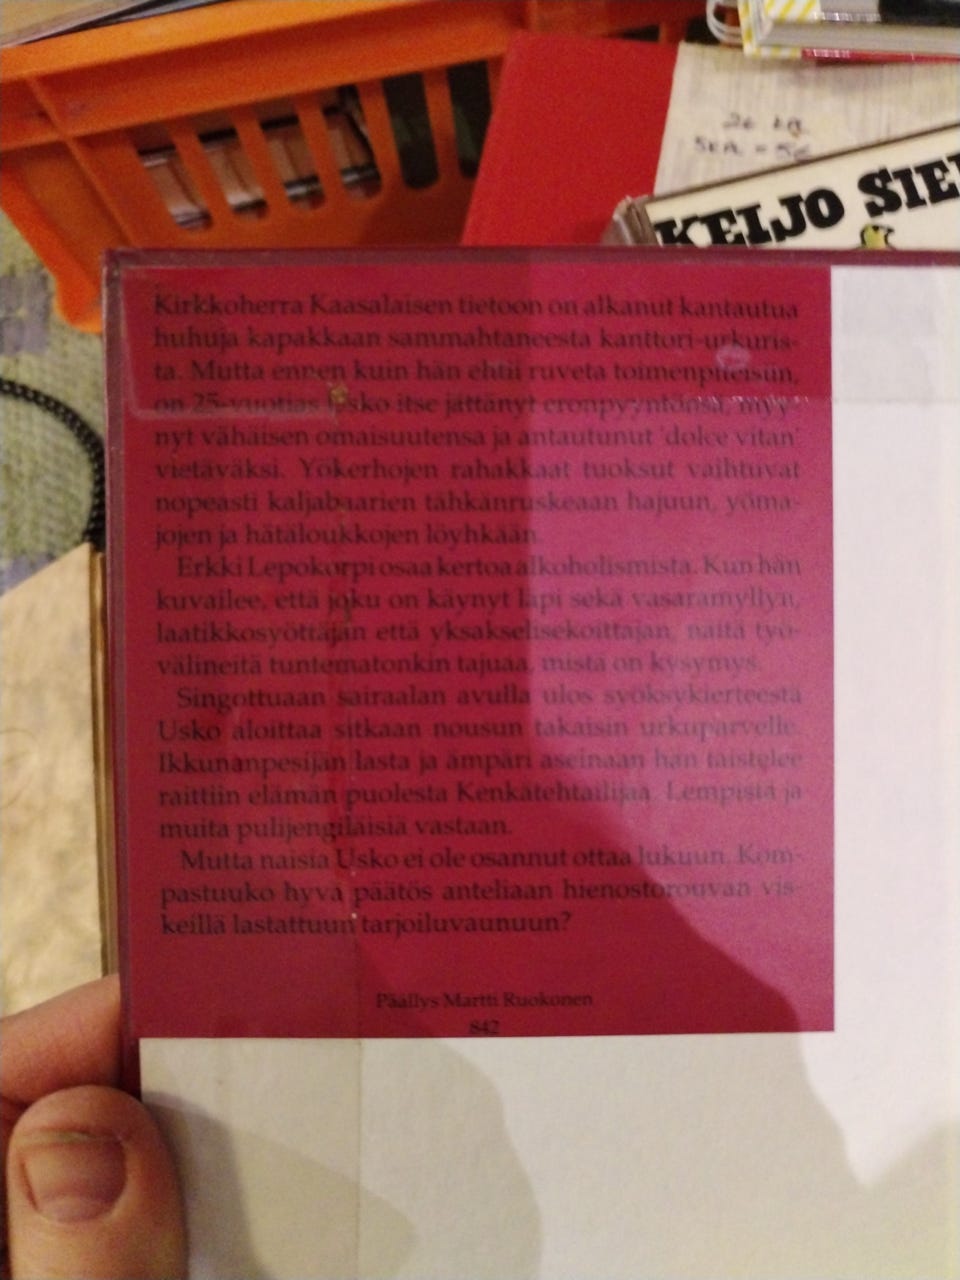 2€ kg
KEIJO SIE
Kirkkoherra Kaasalaisen tietoon on alkanut kantautua
huhuja kapakkaan sammahtaneesta kanttori-urkuris-
ta. Mutta ennen kuin hän ehtii ruveta toimenpiteisiin,
on 25-vuotias Usko itse jättänyt eronpyyntönsä, myy-
nyt vähäisen omaisuutensa ja antautunut 'dolce vitan'
vietäväksi. Yökerhojen rahakkaat tuoksut vaihtuvat
nopeasti kaljabaarien tähkänruskeaan hajuun, yöma-
jojen ja hätäloukkojen löyhkään.
Erkki Lepokorpi osaa kertoa alkoholismista. Kun hän
kuvailee, että joku on käynyt läpi sekä vasaramyllyn,
laatikkosyöttäjän että yksakselisekoittajan, näitä työ-
välineitä tuntematonkin tajuaa, mistä on kysymys.
Singottuaan sairaalan avulla ulos syöksykierteestä
Usko aloittaa sitkaan nousun takaisin urkuparvelle.
Ikkunanpesijän lasta ja ämpäri aseinaan hän taistelee
raittiin elämän puolesta Kenkätehtailijaa, Lempistä ja
muita pulijengiläisiä vastaan.
Mutta naisia Usko ei ole osannut ottaa lukuun. Kom-
pastuuko hyvä päätös anteliaan hienostorouvan vis-
keillä lastattuun tarjoiluvaunuun?
Päällys Martti Ruokonen
842